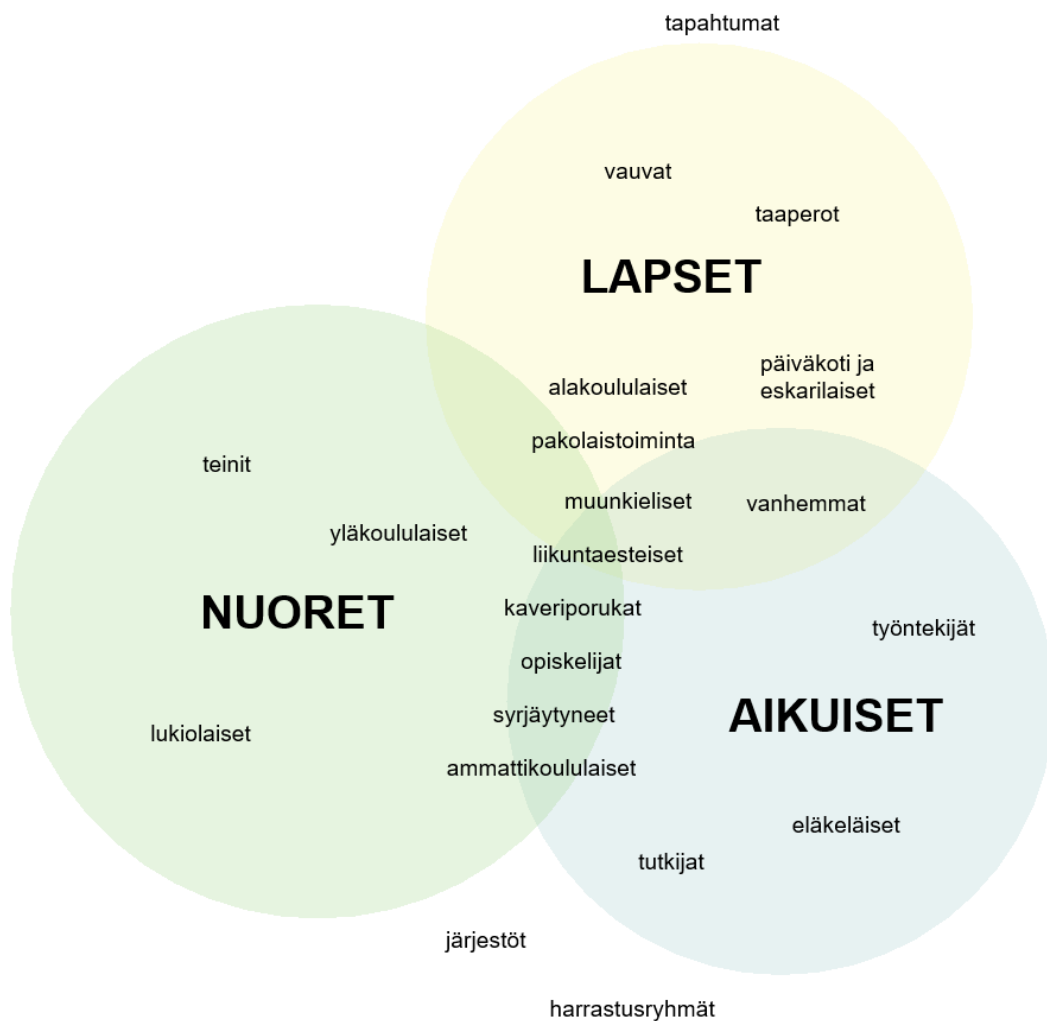 tapahtumat
vauvat
taaperot
LAPSET
päiväkoti ja
eskarilaiset
alakoululaiset
pakolaistoiminta
teinit
muunkieliset
vanhemmat
yläkoululaiset
liikuntaesteiset
NUORET
kaveriporukat
työntekijät
opiskelijat
syrjäytyneet
AIKUISET
lukiolaiset
ammattikoululaiset
eläkeläiset
tutkijat
järjestöt
harrastusryhmät